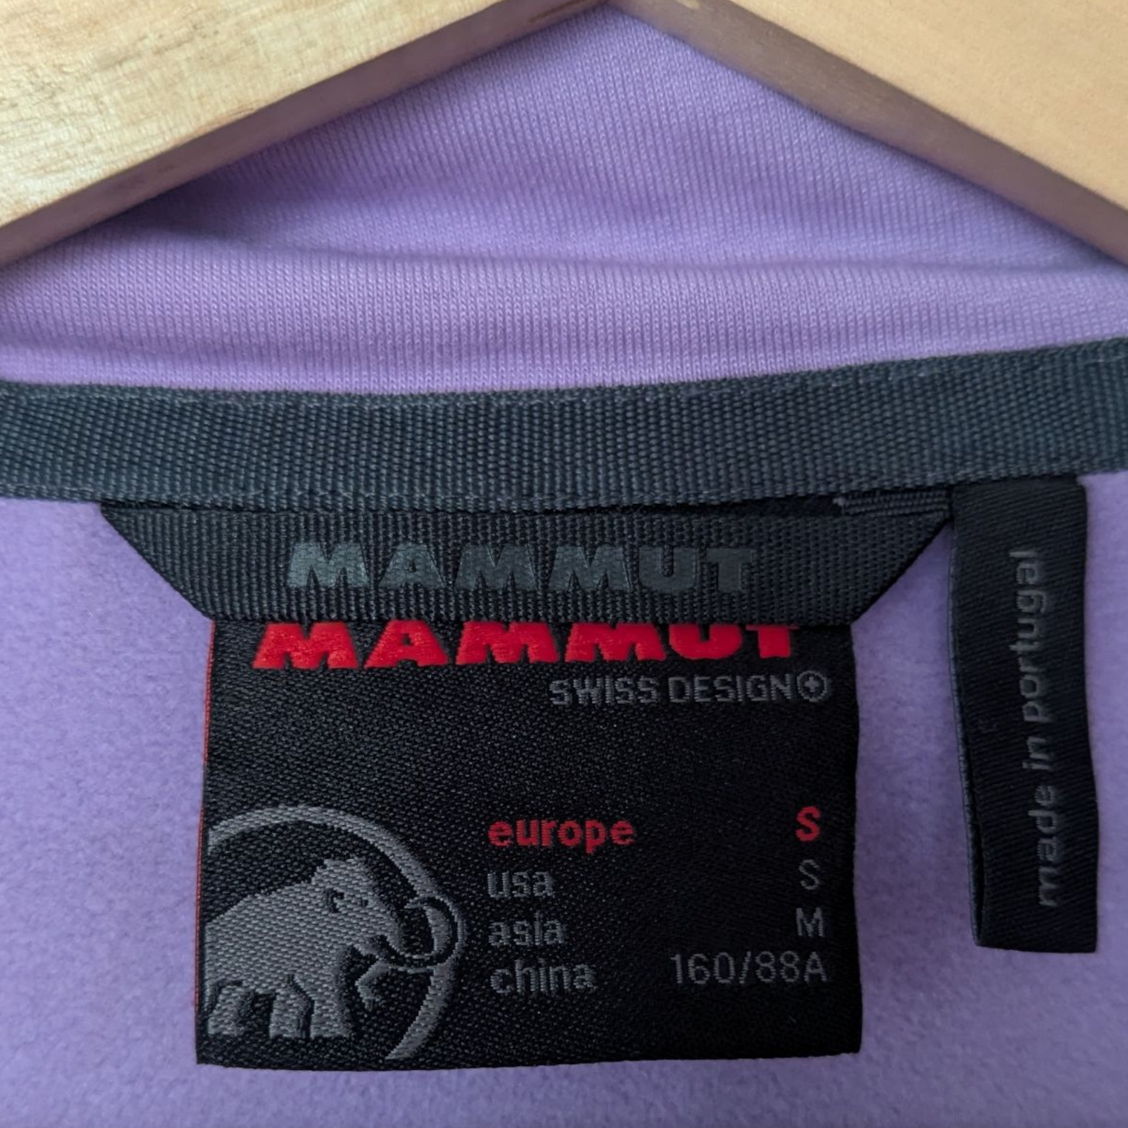 MAMMUT
MAMMUT
SWISS DESIGN
europe S
usa S
asia M
china 160/88A
made in portugal